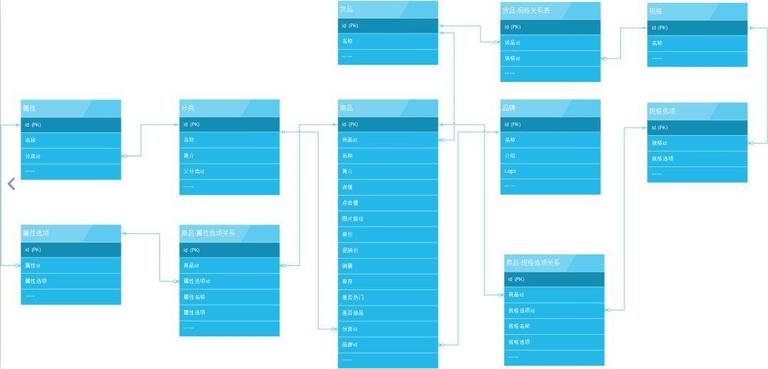 货品
id (PK)
名称
······
货品-规格关系表
id (PK)
货品id
规格id
······
规格
id (PK)
名称
······
属性
id (PK)
名称
分类id
······
分类
id (PK)
名称
简介
父分类id
······
商品
id (PK)
货品id
名称
简介
详情
点击量
图片路径
售价
促销价
销量
库存
是否热门
是否新品
分类id
品牌id
······
品牌
id (PK)
名称
介绍
Logo
······
规格选项
id (PK)
规格id
规格选项
······
属性选项
id (PK)
属性id
属性选项
······
商品-属性选项关系
id (PK)
商品id
属性选项id
属性名称
属性选项
······
商品-规格选项关系
id (PK)
商品id
规格选项id
规格名称
规格选项
······